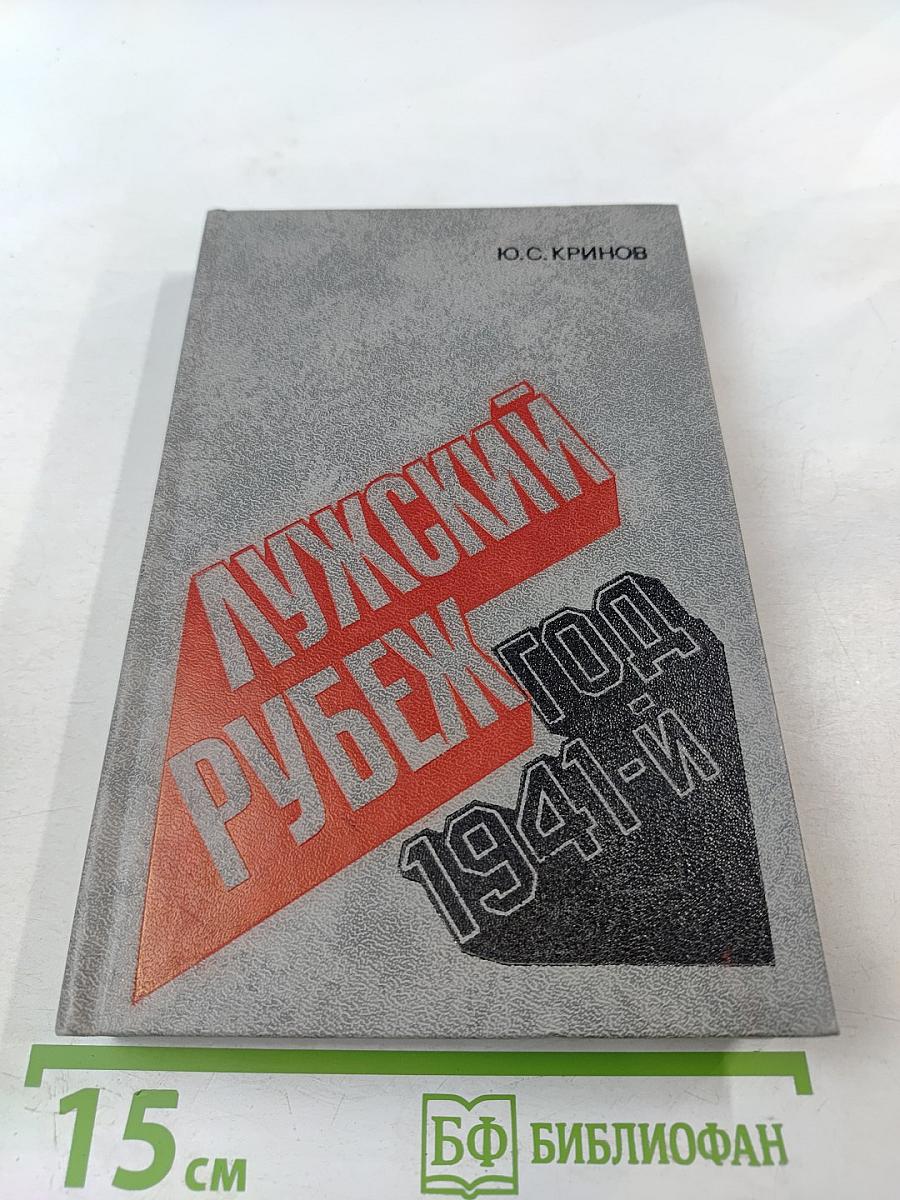 Ю.С. КРИНОВ
ЛУЖСКИЙ
РУБЕЖ
ГОД
1941-й
15 см
БФ БИБЛИОФАН